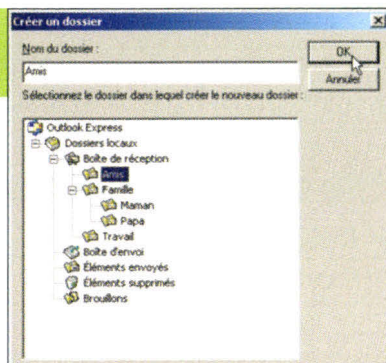 Créer un dossier
Nom du dossier :
OK
Amis
Annuler
Sélectionnez le dossier dans lequel créer le nouveau dossier :
Outlook Express
Dossiers locaux
Boîte de réception
Amis
Famille
Maman
Papa
Travail
Boîte d'envoi
Éléments envoyés
Éléments supprimés
Brouillons